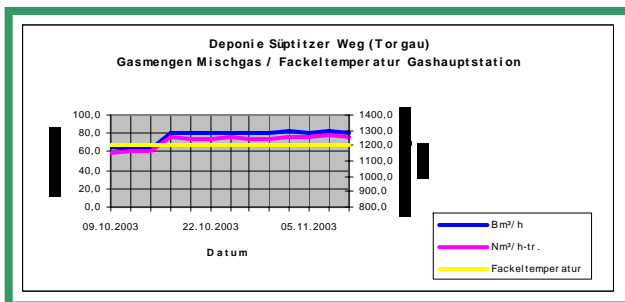 Deponie Süptitzer Weg (Torgau)
Gasmengen Mischgas / Fackeltemperatur Gashauptstation
100,0
80,0
60,0
40,0
20,0
0,0
1400,0
1300,0
1200,0
1100,0
1000,0
900,0
800,0
09.10.2003 22.10.2003 05.11.2003
Datum
Bm³/h
Nm³/h-tr.
Fackeltemperatur